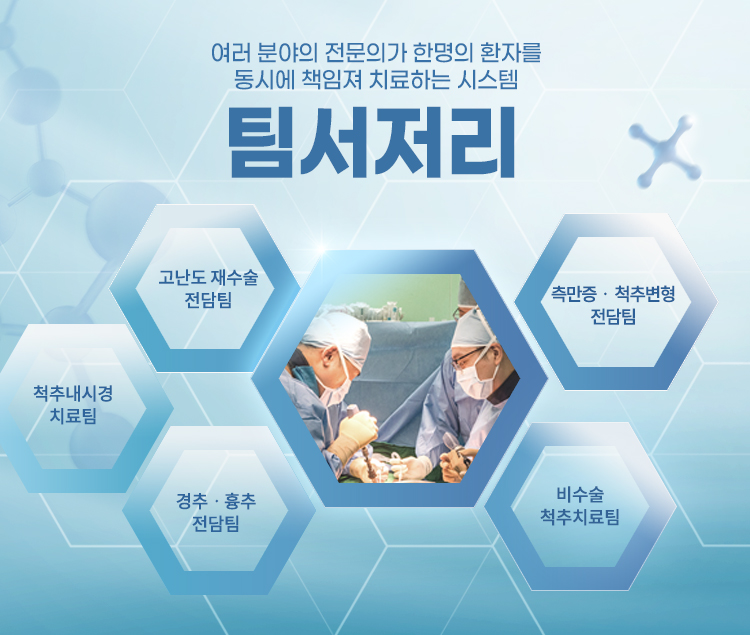 여러 분야의 전문의가 한명의 환자를
동시에 책임져 치료하는 시스템
팀서저리
고난도 재수술
전담팀
측만증 · 척추변형
전담팀
척추내시경
치료팀
경추 · 흉추
전담팀
비수술
척추치료팀